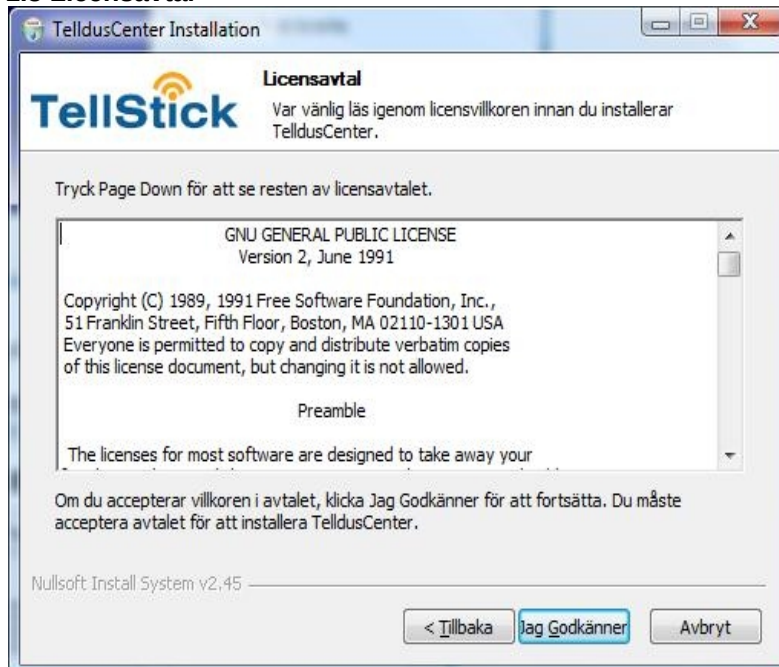 TelldusCenter Installation
TellStick
Licensavtal
Var vänlig läs igenom licensvillkoren innan du installerar
TelldusCenter.
Tryck Page Down för att se resten av licensavtalet.
GNU GENERAL PUBLIC LICENSE
Version 2, June 1991
Copyright (C) 1989, 1991 Free Software Foundation, Inc.,
51 Franklin Street, Fifth Floor, Boston, MA 02110-1301 USA
Everyone is permitted to copy and distribute verbatim copies
of this license document, but changing it is not allowed.
Preamble
The licenses for most software are designed to take away your
Om du accepterar villkoren i avtalet, klicka Jag Godkänner för att fortsätta. Du måste
acceptera avtalet för att installera TelldusCenter.
Nullsoft Install System v2.45
< Tillbaka
Jag Godkänner
Avbryt